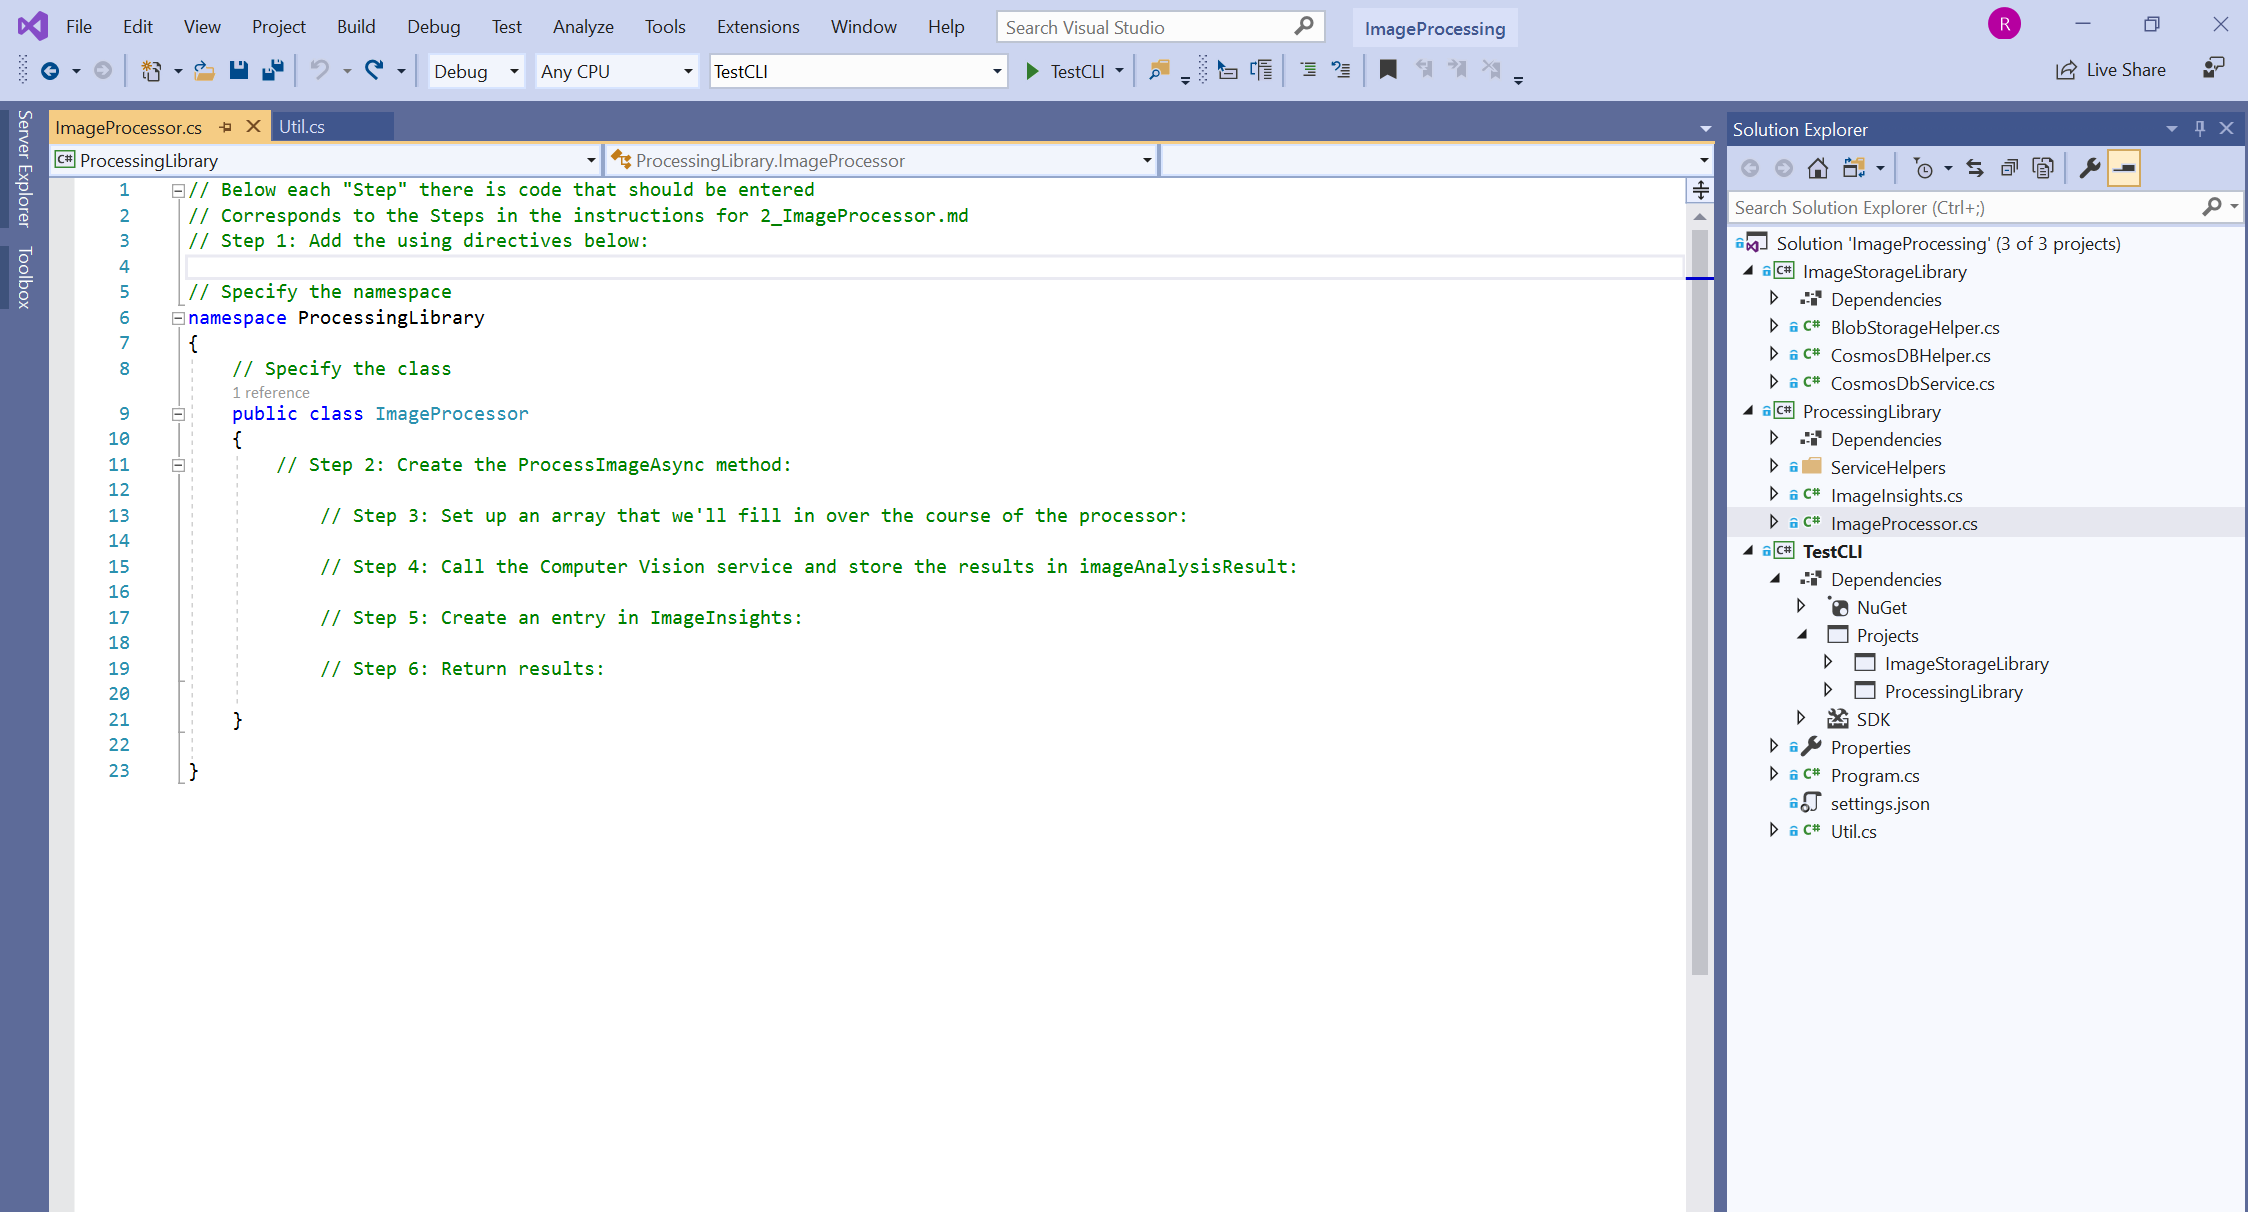 File Edit View Project Build Debug Test Analyze Tools Extensions Window Help Search Visual Studio ImageProcessing R
Debug Any CPU TestCLI TestCLI Live Share
Server Explorer
Toolbox
ImageProcessor.cs Util.cs
C# ProcessingLibrary ProcessingLibrary.ImageProcessor
1 // Below each "Step" there is code that should be entered
2 // Corresponds to the Steps in the instructions for 2_ImageProcessor.md
3 // Step 1: Add the using directives below:
4
5 // Specify the namespace
6 namespace ProcessingLibrary
7 {
8 // Specify the class
1 reference
9 public class ImageProcessor
10 {
11 // Step 2: Create the ProcessImageAsync method:
12
13 // Step 3: Set up an array that we'll fill in over the course of the processor:
14
15 // Step 4: Call the Computer Vision service and store the results in imageAnalysisResult:
16
17 // Step 5: Create an entry in ImageInsights:
18
19 // Step 6: Return results:
20
21 }
22
23 }
Solution Explorer
Search Solution Explorer (Ctrl+;)
Solution 'ImageProcessing' (3 of 3 projects)
C# ImageStorageLibrary
Dependencies
C# BlobStorageHelper.cs
C# CosmosDBHelper.cs
C# CosmosDbService.cs
C# ProcessingLibrary
Dependencies
ServiceHelpers
C# ImageInsights.cs
C# ImageProcessor.cs
C# TestCLI
Dependencies
NuGet
Projects
ImageStorageLibrary
ProcessingLibrary
SDK
Properties
C# Program.cs
settings.json
C# Util.cs